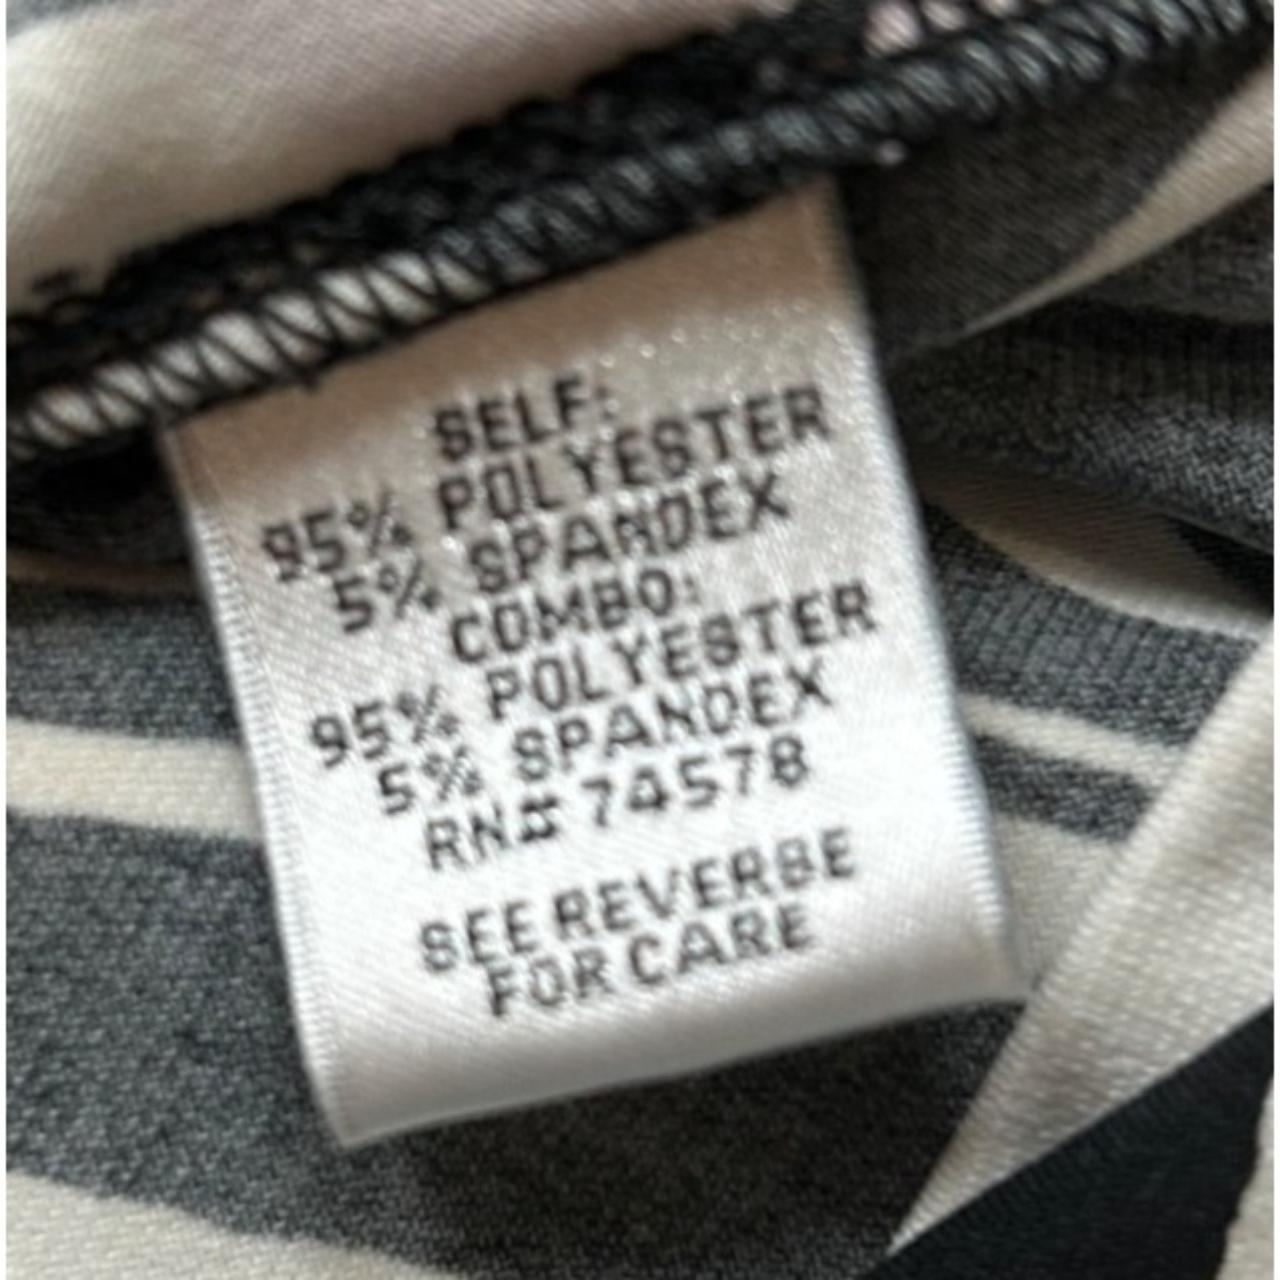 SELF:
95% POLYESTER
5% SPANDEX
COMBO:
95% POLYESTER
5% SPANDEX
RN# 74578
SEE REVERSE
FOR CARE